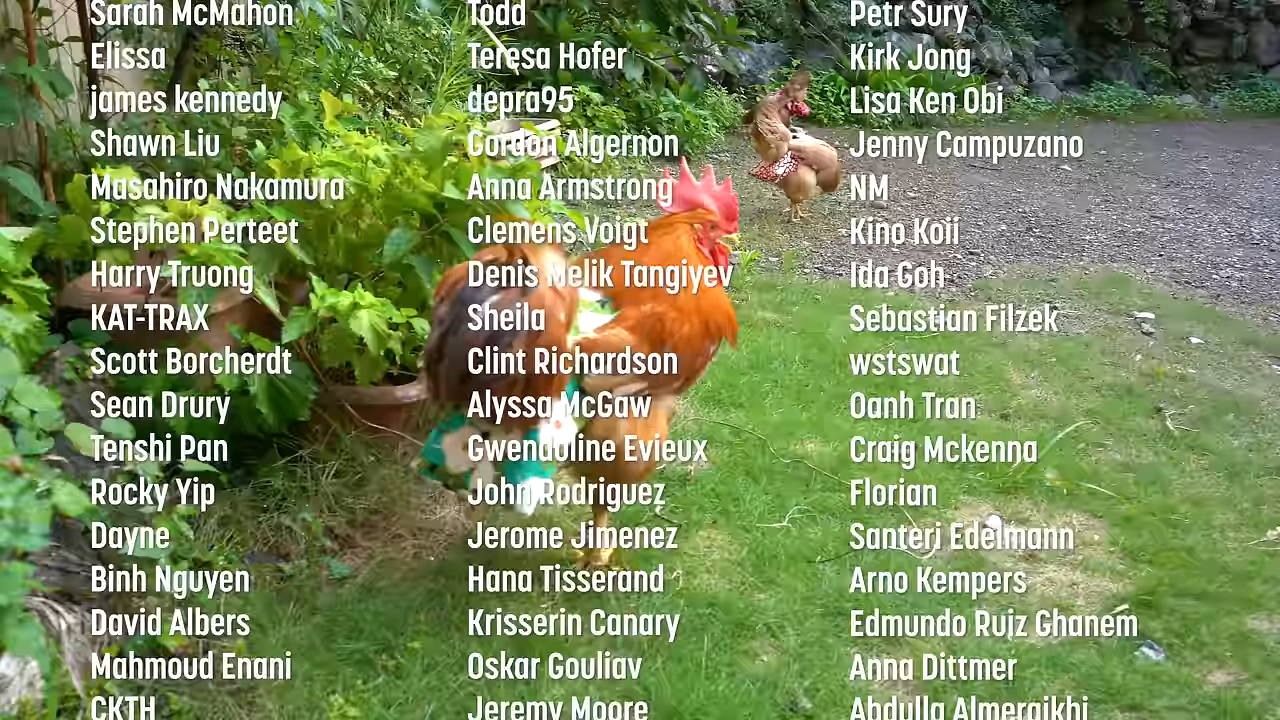 Sarah McMahon
Elissa
james kennedy
Shawn Liu
Masahiro Nakamura
Stephen Perteet
Harry Truong
KAT-TRAX
Scott Borcherdt
Sean Drury
Tenshi Pan
Rocky Yip
Dayne
Binh Nguyen
David Albers
Mahmoud Enani
CKTH
Todd
Teresa Hofer
depra95
Gordon Algernon
Anna Armstrong
Clemens Voigt
Denis Melik Tangiyev
Sheila
Clint Richardson
Alyssa McGaw
Gwendoline Evieux
John Rodriguez
Jerome Jimenez
Hana Tisserand
Krisserin Canary
Oskar Gouliav
Jeremy Moore
Petr Sury
Kirk Jong
Lisa Ken Obi
Jenny Campuzano
NM
Kino Koii
Ida Goh
Sebastian Filzek
wstswat
Oanh Tran
Craig Mckenna
Florian
Santeri Edelmann
Arno Kempers
Edmundo Ruiz Ghanem
Anna Dittmer
Abdulla Almeraikhi